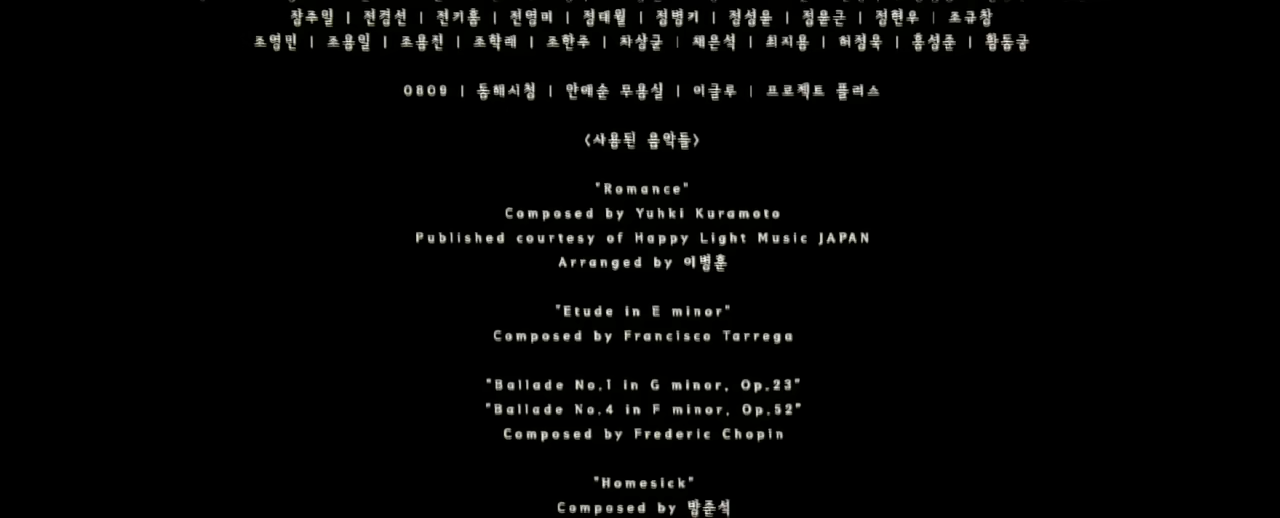 장주일 | 전경선 | 전키홈 | 전영미 | 정태월 | 정병기 | 정성윤 | 정윤근 | 정현우 | 조규창
조영민 | 조용일 | 조용진 | 조학래 | 조한주 | 차상균 | 채은석 | 최지용 | 허정욱 | 홍성준 | 황동궁
0809 | 동해시청 | 안애순 무용실 | 이글루 | 프로젝트 플러스
<사용된 음악들>
"Romance"
Composed by Yuhki Kuramoto
Published courtesy of Happy Light Music JAPAN
Arranged by 이병훈
"Etude in E minor"
Composed by Francisco Tarrega
"Ballade No.1 in G minor, Op.23"
"Ballade No.4 in F minor, Op.52"
Composed by Frederic Chopin
"Homesick"
Composed by 방준석